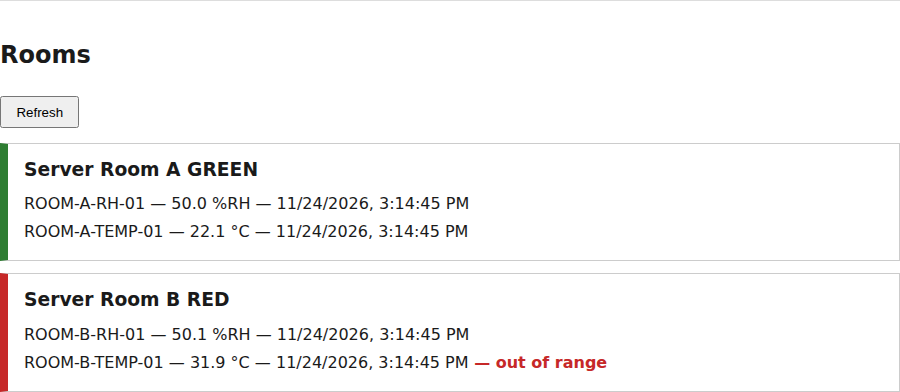 Rooms
Refresh
Server Room A GREEN
ROOM-A-RH-01 — 50.0 %RH — 11/24/2026, 3:14:45 PM
ROOM-A-TEMP-01 — 22.1 °C — 11/24/2026, 3:14:45 PM
Server Room B RED
ROOM-B-RH-01 — 50.1 %RH — 11/24/2026, 3:14:45 PM
ROOM-B-TEMP-01 — 31.9 °C — 11/24/2026, 3:14:45 PM — out of range